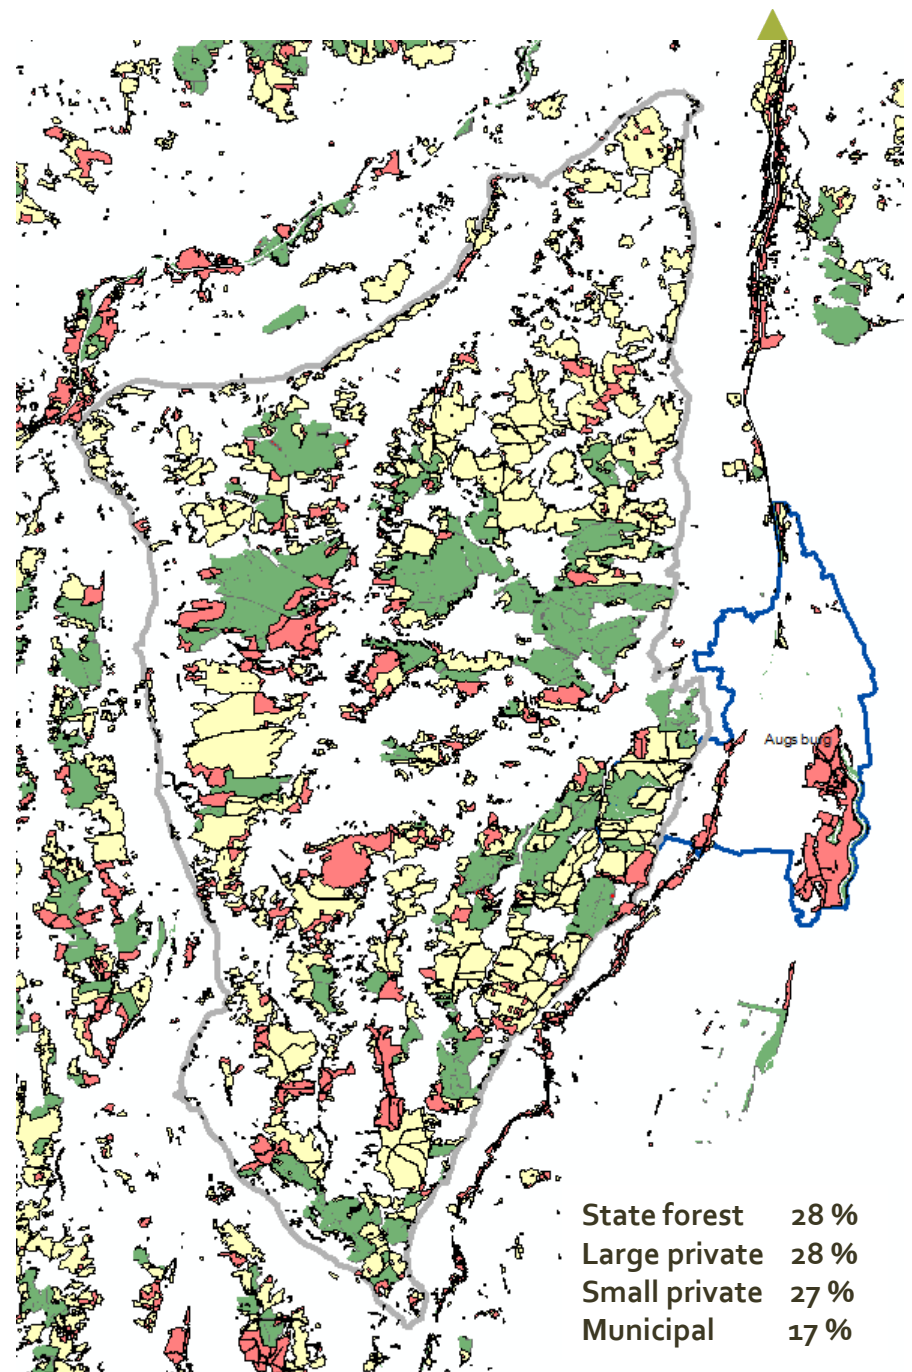 Augsburg
State forest 28 %
Large private 28 %
Small private 27 %
Municipal 17 %